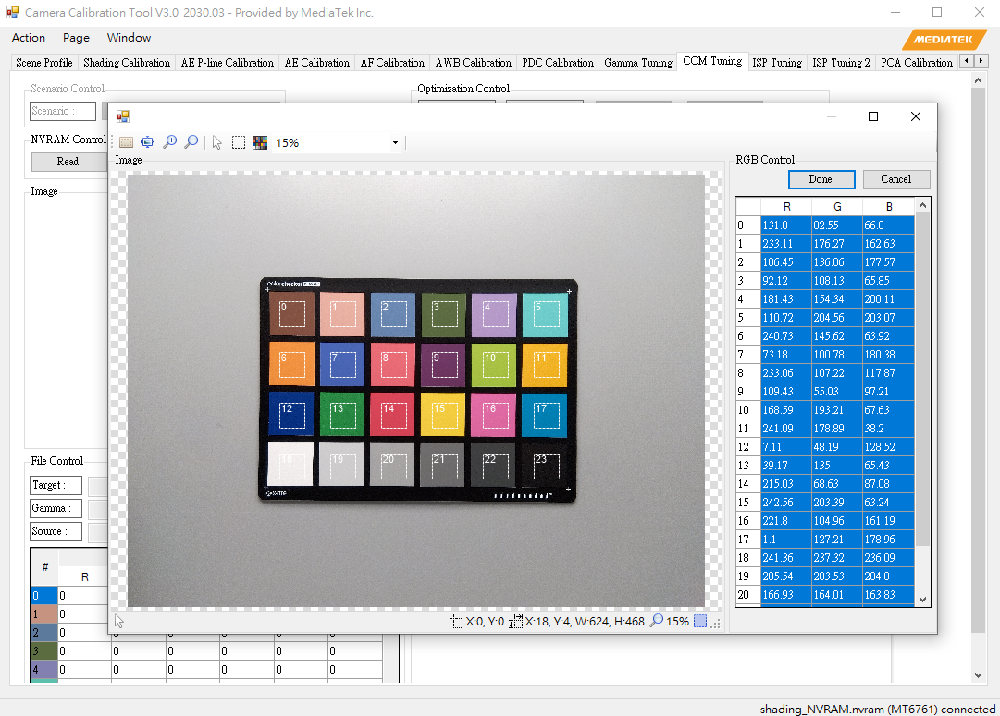 Camera Calibration Tool V3.0_2030.03 - Provided by MediaTek Inc.
Action Page Window
MEDIATEK
Scene Profile Shading Calibration AE P-line Calibration AE Calibration AF Calibration AWB Calibration PDC Calibration Gamma Tuning CCM Tuning ISP Tuning ISP Tuning 2 PCA Calibration
Scenario Control
Optimization Control
Scenario :
NVRAM Control
Read
Image
15%
Image
RGB Control
Done Cancel
R G B
0 131.8 82.55 66.8
1 233.11 176.27 162.63
2 106.45 136.06 177.57
3 92.12 108.13 65.85
4 181.43 154.34 200.11
5 110.72 204.56 203.07
6 240.73 145.62 63.92
7 73.18 100.78 180.38
8 233.06 107.22 117.87
9 109.43 55.03 97.21
10 168.59 193.21 67.63
11 241.09 178.89 38.2
12 7.11 48.19 128.52
13 39.17 135 65.43
14 215.03 68.63 87.08
15 242.56 203.39 63.24
16 221.8 104.96 161.19
17 1.1 127.21 178.96
18 241.36 237.32 236.09
19 205.54 203.53 204.8
20 166.93 164.01 163.83
colorchecker
0 1 2 3 4 5
6 7 8 9 10 11
12 13 14 15 16 17
18 19 20 21 22 23
x-rite
X:0, Y:0 X:18, Y:4, W:624, H:468 15%
File Control
Target :
Gamma :
Source :
#
R
0 0
1 0
2 0 0 0 0 0
3 0 0 0 0 0
4 0 0 0 0 0
shading_NVRAM.nvram (MT6761) connected